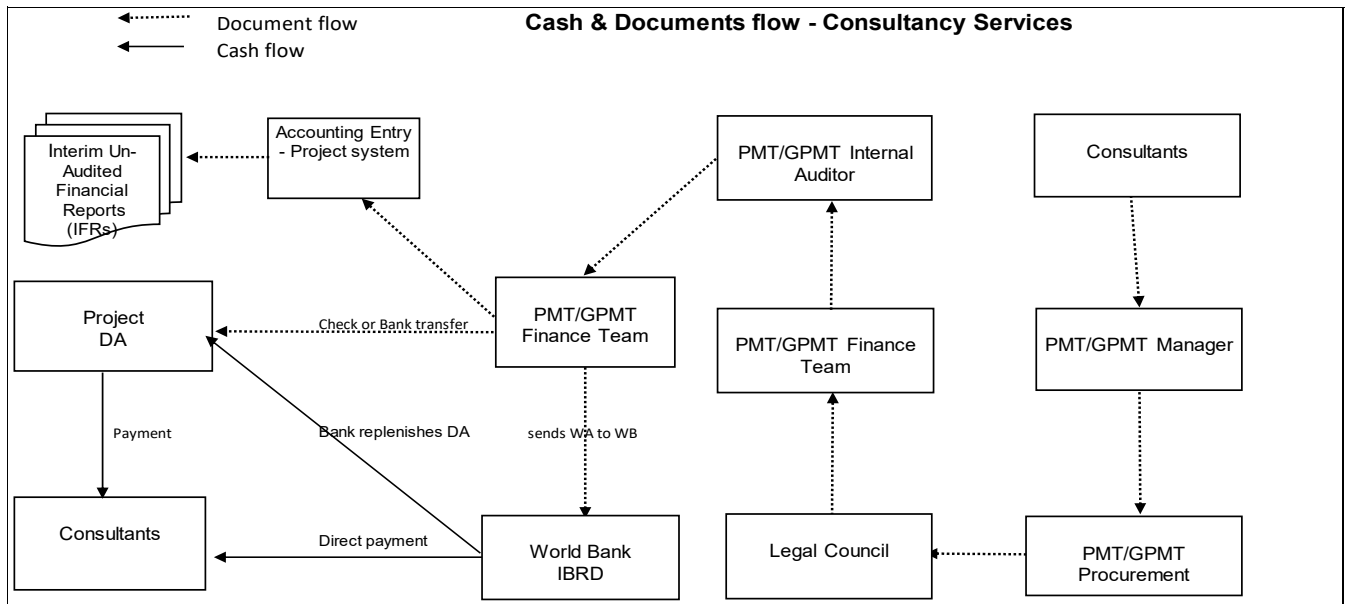 Cash & Documents flow - Consultancy Services
Document flow
Cash flow
Interim Un-
Audited
Financial
Reports
(IFRs)
Accounting Entry
- Project system
PMT/GPMT Internal
Auditor
Consultants
Project
DA
Check or Bank transfer
PMT/GPMT
Finance Team
PMT/GPMT Finance
Team
PMT/GPMT Manager
Payment
Bank replenishes DA
sends WA to WB
Consultants
Direct payment
World Bank
IBRD
Legal Council
PMT/GPMT
Procurement